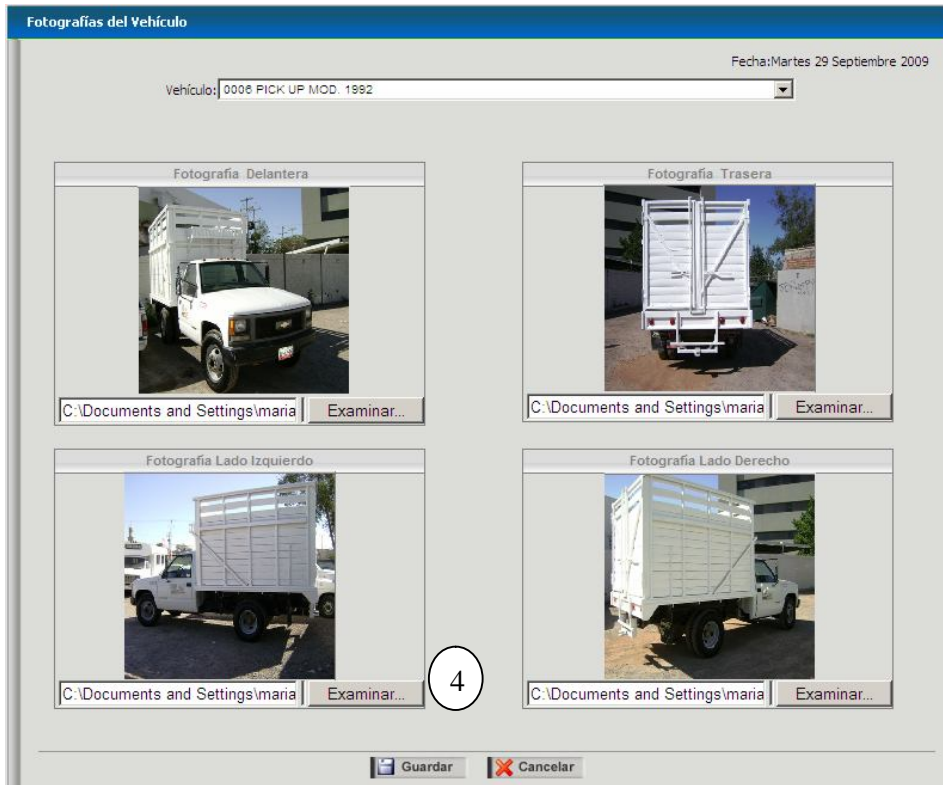 Fotografías del Vehículo
Fecha:Martes 29 Septiembre 2009
Vehículo: 0006 PICK UP MOD. 1992
Fotografía Delantera
Fotografía Trasera
C:\Documents and Settings\maria Examinar...
C:\Documents and Settings\maria Examinar...
Fotografía Lado Izquierdo
Fotografía Lado Derecho
C:\Documents and Settings\maria Examinar...
4
C:\Documents and Settings\maria Examinar...
Guardar
Cancelar